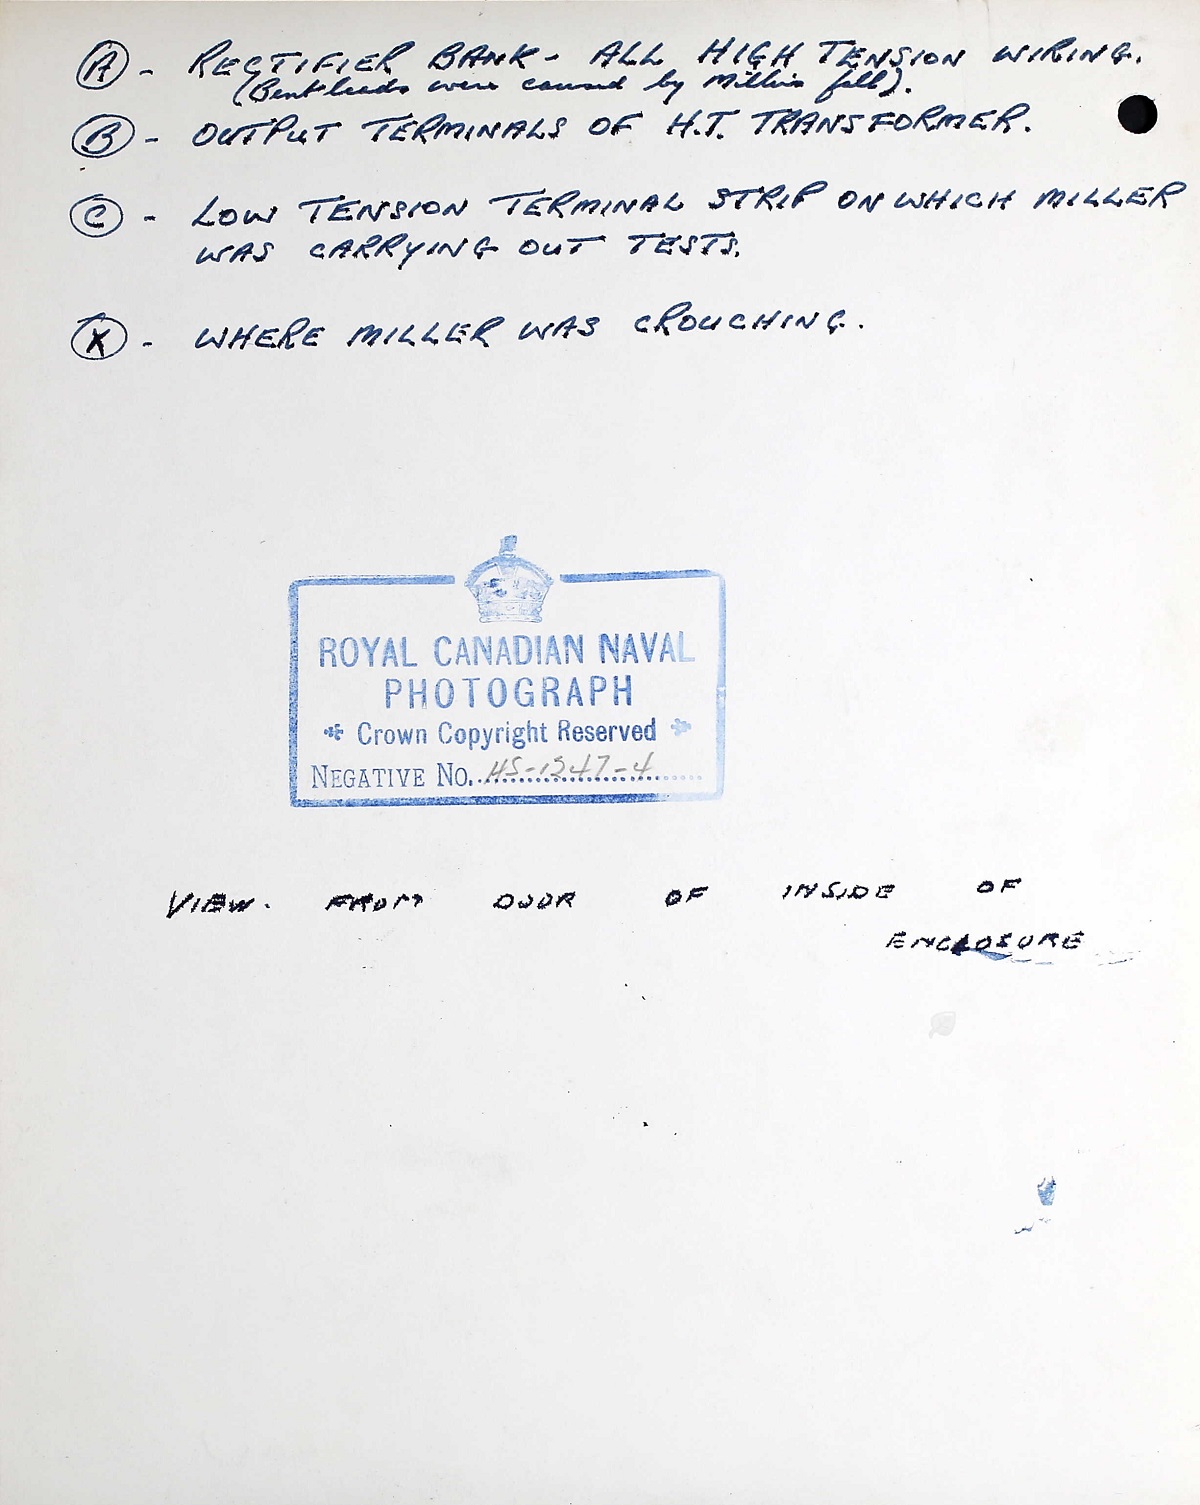 A - RECTIFIER BANK - ALL HIGH TENSION WIRING.
(Bent leads were caused by Miller's fall).
B - OUTPUT TERMINALS OF H.T. TRANSFORMER.
C - LOW TENSION TERMINAL STRIP ON WHICH MILLER
WAS CARRYING OUT TESTS.
X - WHERE MILLER WAS CROUCHING.
ROYAL CANADIAN NAVAL
PHOTOGRAPH
Crown Copyright Reserved
NEGATIVE NO. HS-1347-4
VIEW. FROM DOOR OF INSIDE OF
ENCLOSURE